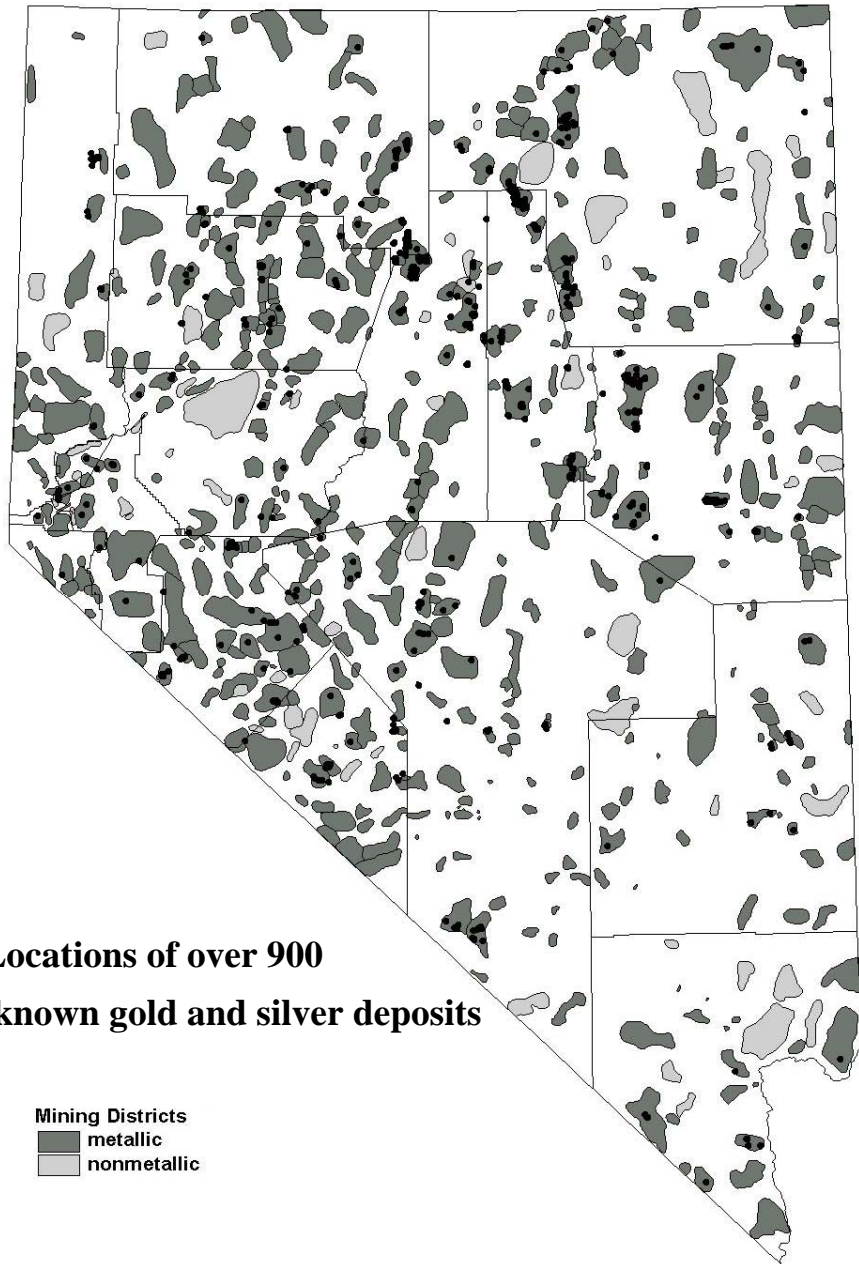 Locations of over 900
known gold and silver deposits
Mining Districts
metallic
nonmetallic